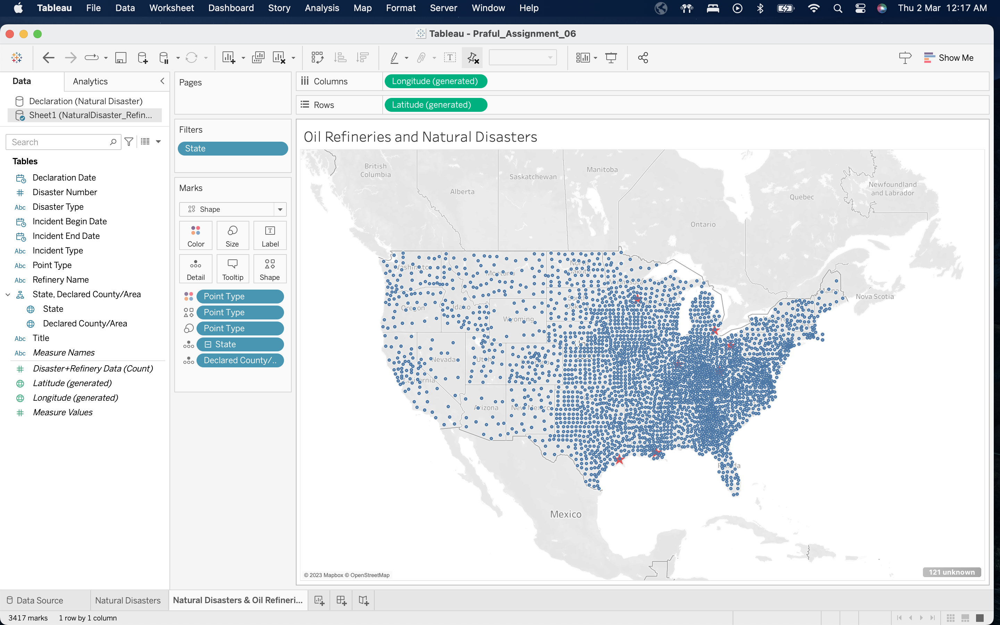 Tableau File Data Worksheet Dashboard Story Analysis Map Format Server Window Help Thu 2 Mar 12:17 AM
Tableau - Praful_Assignment_06
Show Me
Data Analytics
Declaration (Natural Disaster)
Sheet1 (NaturalDisaster_Refin...
Search
Tables
Declaration Date
Disaster Number
Abc Disaster Type
Incident Begin Date
Incident End Date
Abc Incident Type
Abc Point Type
Abc Refinery Name
State, Declared County/Area
State
Declared County/Area
Abc Title
Abc Measure Names
Disaster+Refinery Data (Count)
Latitude (generated)
Longitude (generated)
Measure Values
Pages
Filters
State
Marks
Shape
Color Size Label
Detail Tooltip Shape
Point Type
Point Type
Point Type
State
Declared County/..
Columns Longitude (generated)
Rows Latitude (generated)
Oil Refineries and Natural Disasters
British
Columbia
Alberta
Saskatchewan
Manitoba
Ontario
Quebec
Newfoundland
and Labrador
Nova Scotia
Montana
Minnesota
Oregon
Idaho
Wyoming
Nevada
Utah
California
Arizona
New Mexico
Maine
Florida
Mexico
© 2023 Mapbox © OpenStreetMap
121 unknown
Data Source Natural Disasters Natural Disasters & Oil Refineri...
3417 marks 1 row by 1 column